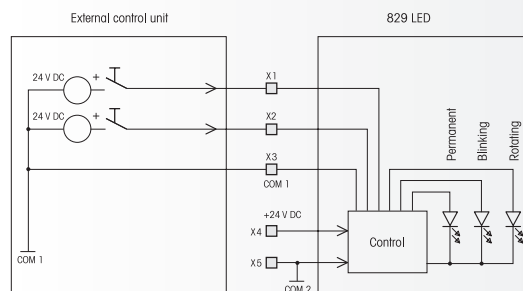 External control unit
829 LED
24 V DC
+
X1
24 V DC
+
X2
X3
COM 1
Permanent
Blinking
Rotating
+24 V DC
X4
Control
X5
COM 1
COM 2